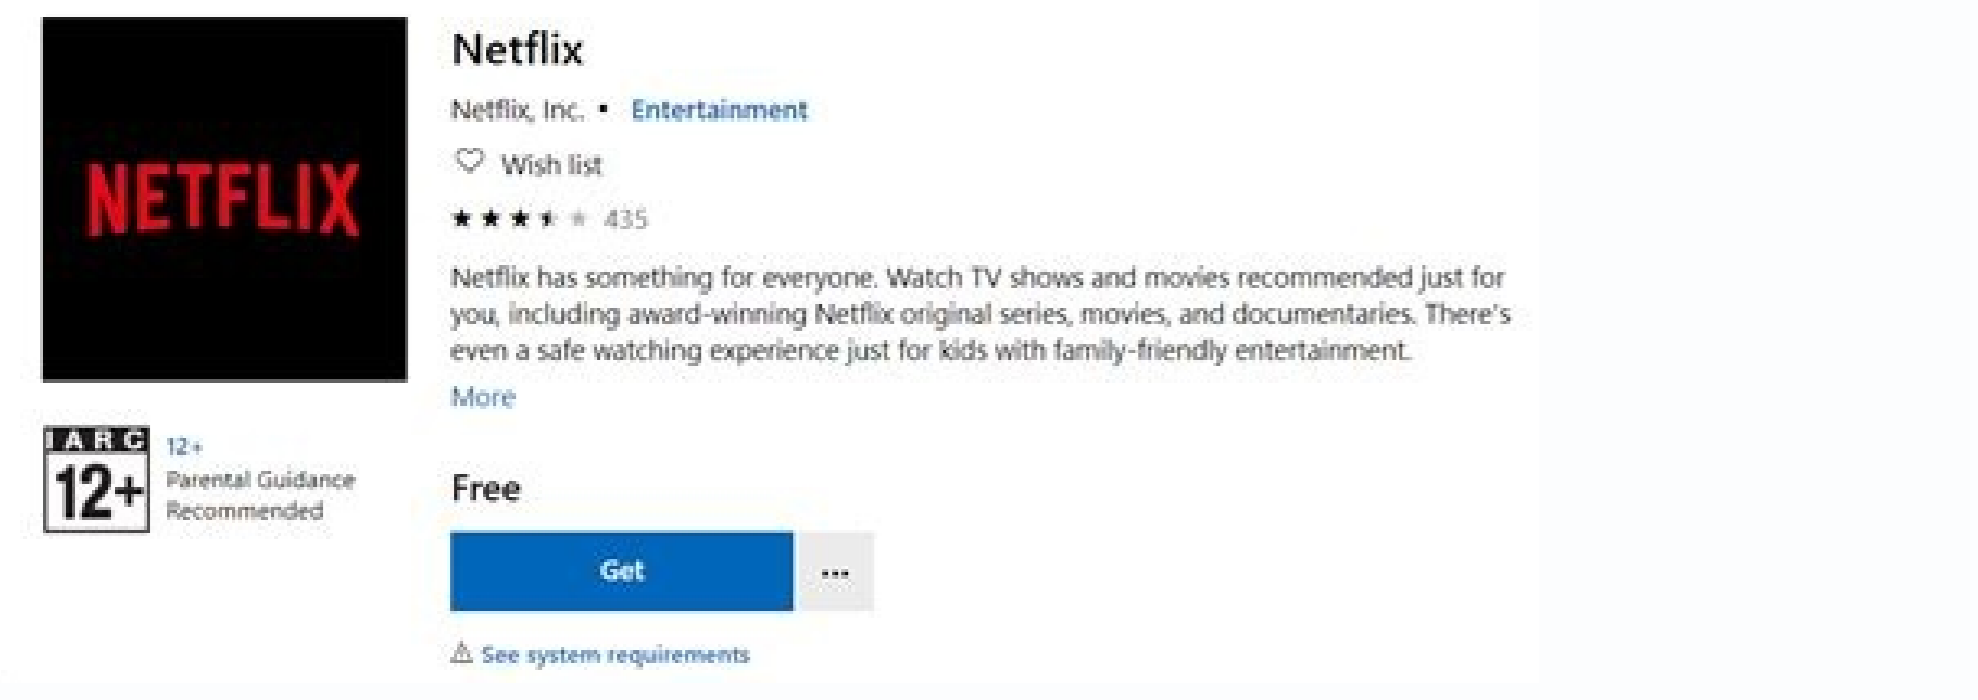 NETFLIX
Netflix
Netflix, Inc. • Entertainment
Wish list
435
Netflix has something for everyone. Watch TV shows and movies recommended just for
you, including award-winning Netflix original series, movies, and documentaries. There's
even a safe watching experience just for kids with family-friendly entertainment.
More
IARC
12+
12+
Parental Guidance
Recommended
Free
Get
...
See system requirements